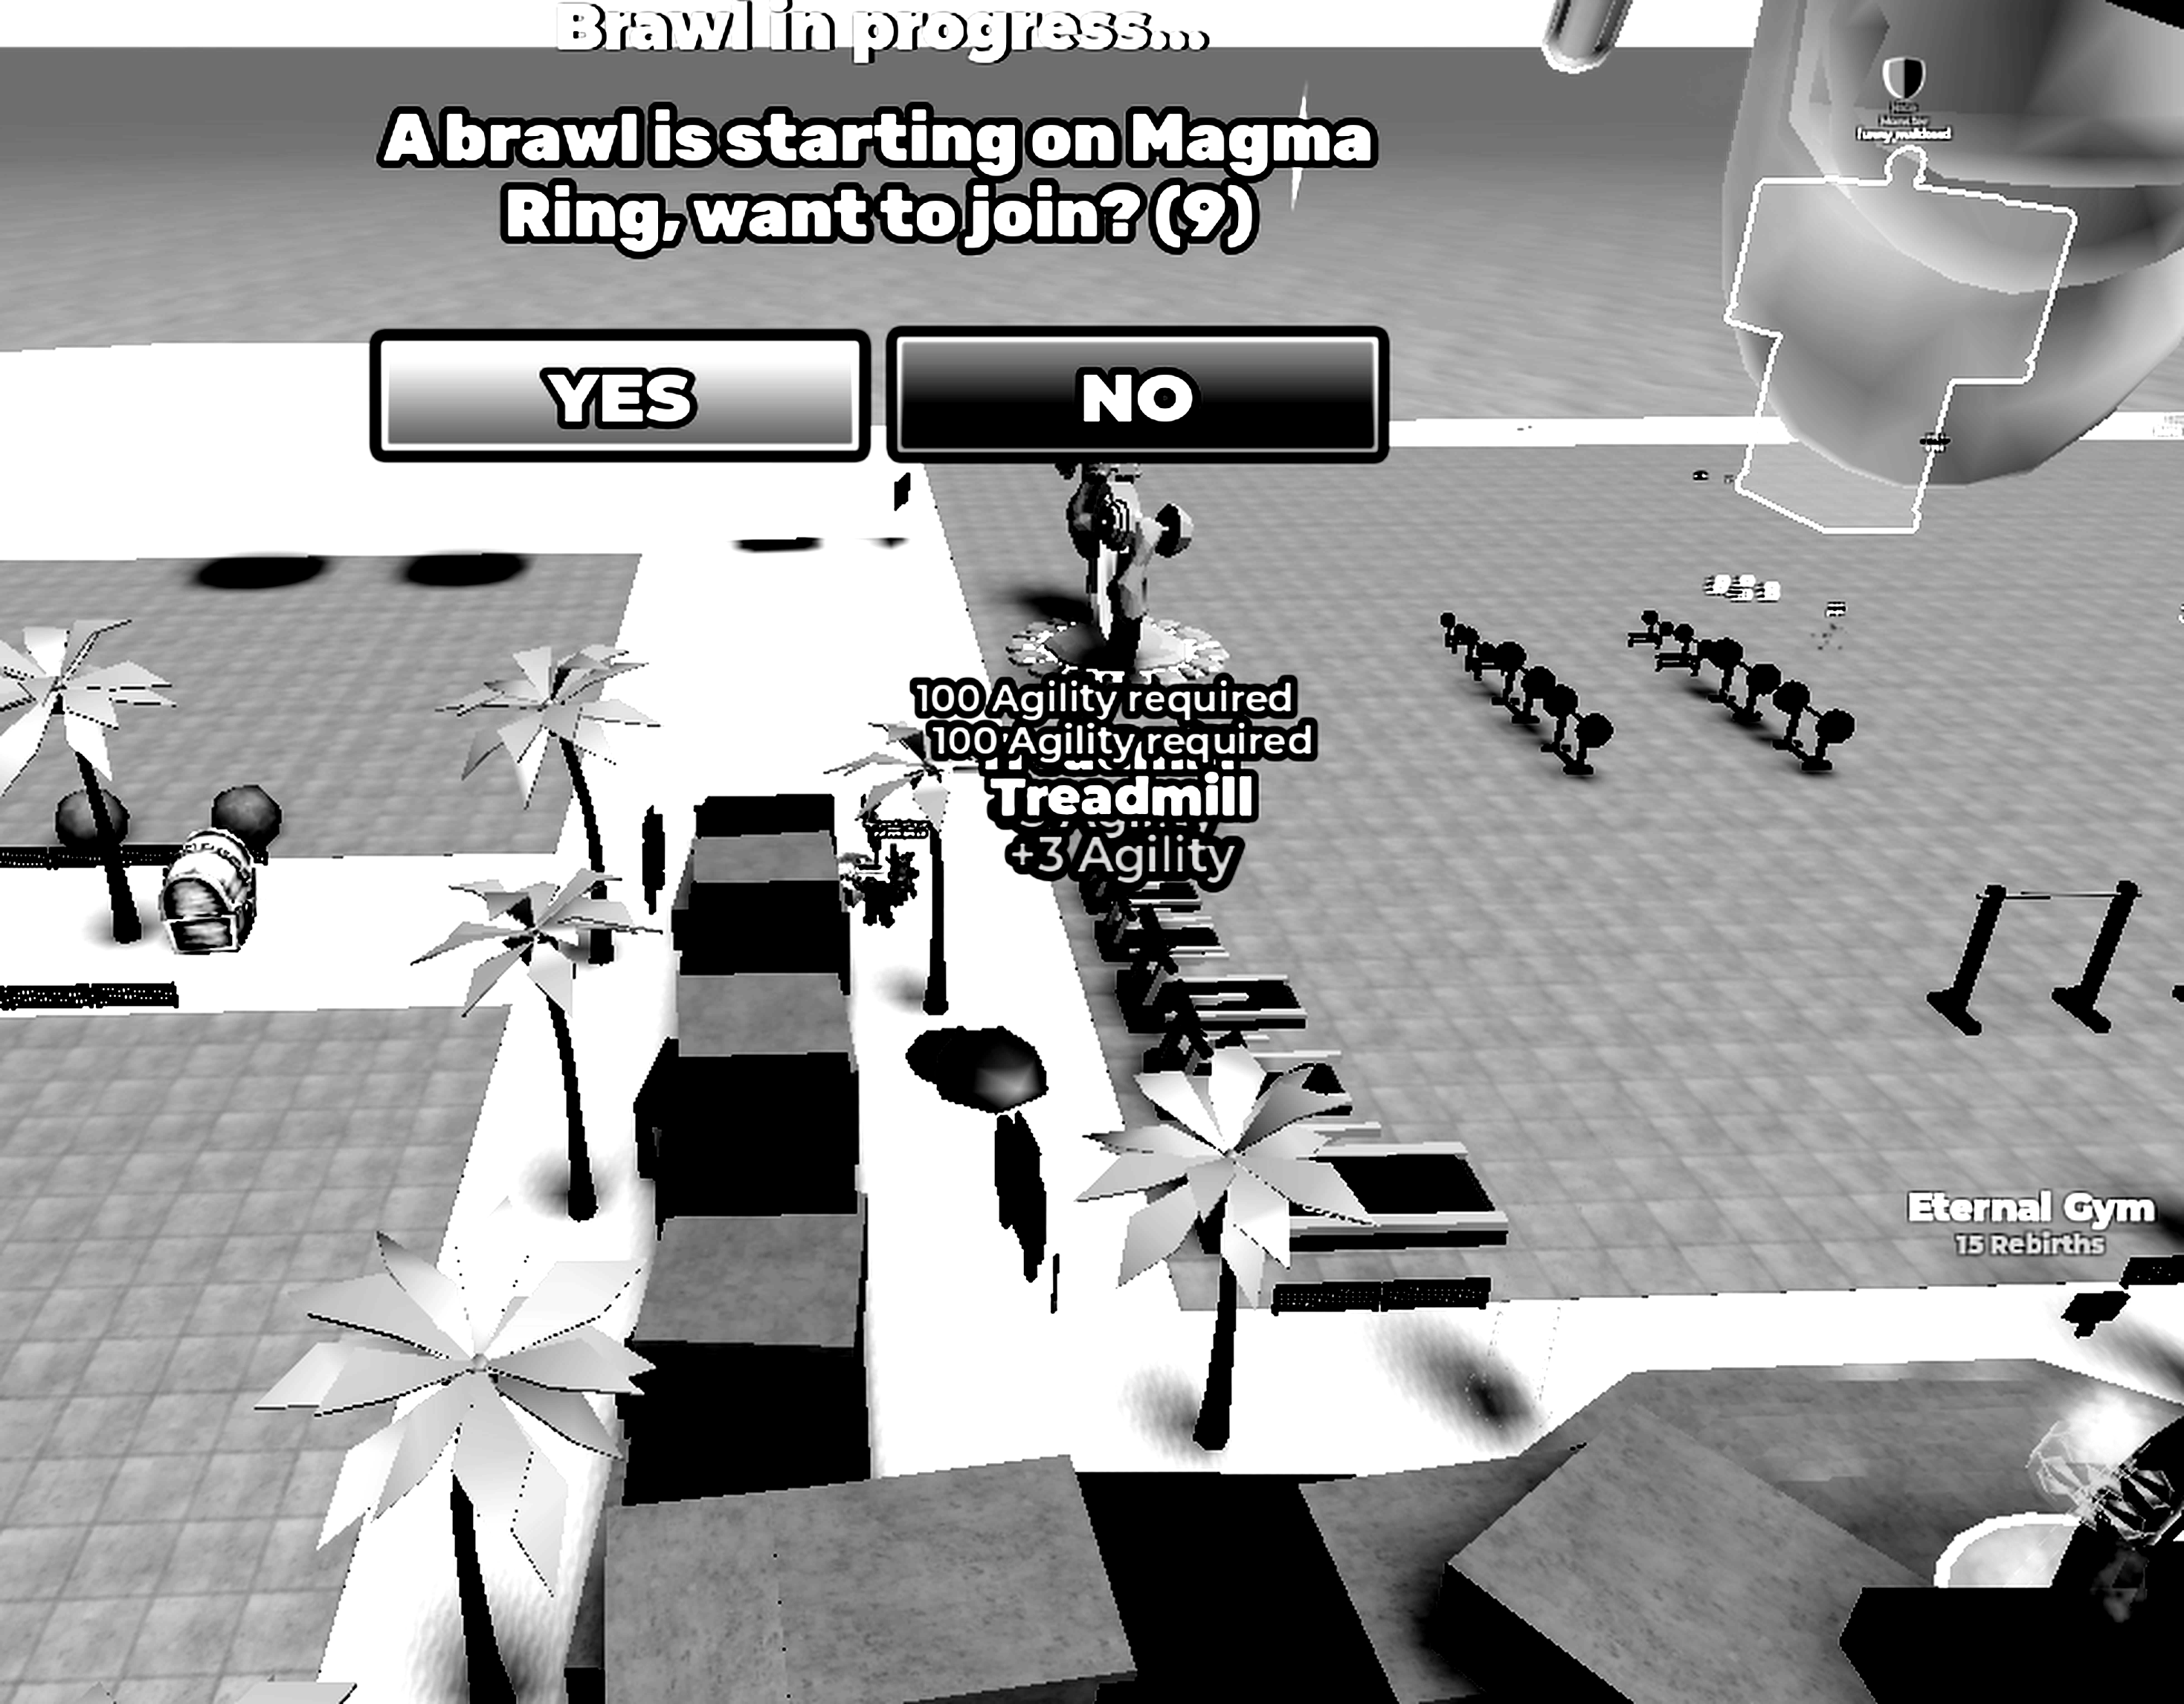 Brawl in progress...
A brawl is starting on Magma
Ring, want to join? (9)
YES
NO
100 Agility required
100 Agility required
Treadmill
+3 Agility
Eternal Gym
15 Rebirths